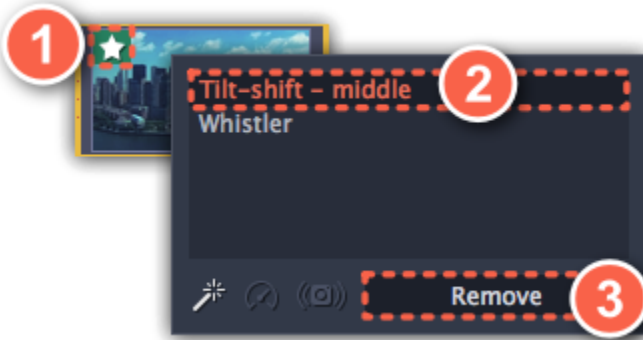 1
Tilt-shift – middle
2
Whistler
Remove
3